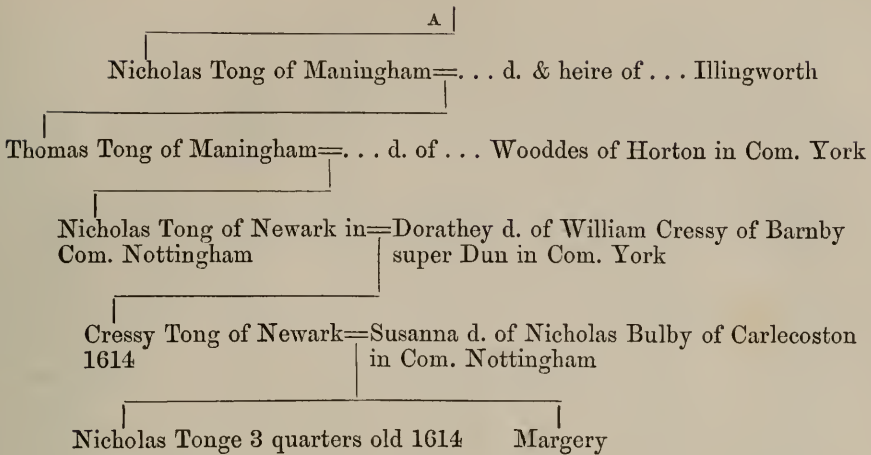 A
Nicholas Tong of Maningham=. . . d. & heire of . . . Illingworth
Thomas Tong of Maningham=. . . d. of . . . Wooddes of Horton in Com. York
Nicholas Tong of Newark in=Dorathey d. of William Cressy of Barnby
Com. Nottingham super Dun in Com. York
Cressy Tong of Newark=Susanna d. of Nicholas Bulby of Carlecoston
1614 in Com. Nottingham
Nicholas Tonge 3 quarters old 1614 Margery